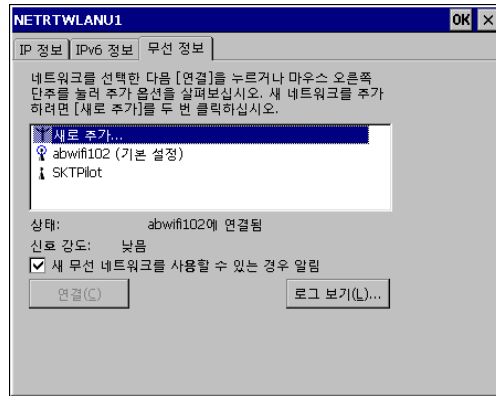 NETRTWLANU1 OK ×
IP 정보 IPv6 정보 무선 정보
네트워크를 선택한 다음 [연결]을 누르거나 마우스 오른쪽
단추를 눌러 추가 옵션을 살펴보십시오. 새 네트워크를 추가
하려면 [새로 추가]를 두 번 클릭하십시오.
새로 추가...
abwifi102 (기본 설정)
SKTPilot
상태: abwifi102에 연결됨
신호 강도: 낮음
새 무선 네트워크를 사용할 수 있는 경우 알림
연결(C) 로그 보기(L)...